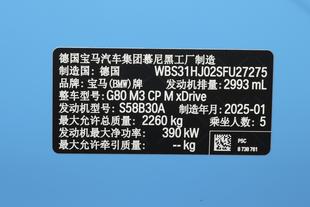 德国宝马汽车集团慕尼黑工厂制造
制造国：德国 WBS31HJ02SFU27275
品牌：宝马(BMW)牌 发动机排量：2993 mL
型号：G80 M3 CP M xDrive
发动机型号：S58B30A 制造年月：2025-01
最大允许总质量：2260 kg 乘坐人数：5
发动机最大净功率：390 kW
最大允许牵引质量：-- kg
PSC
8 738 761